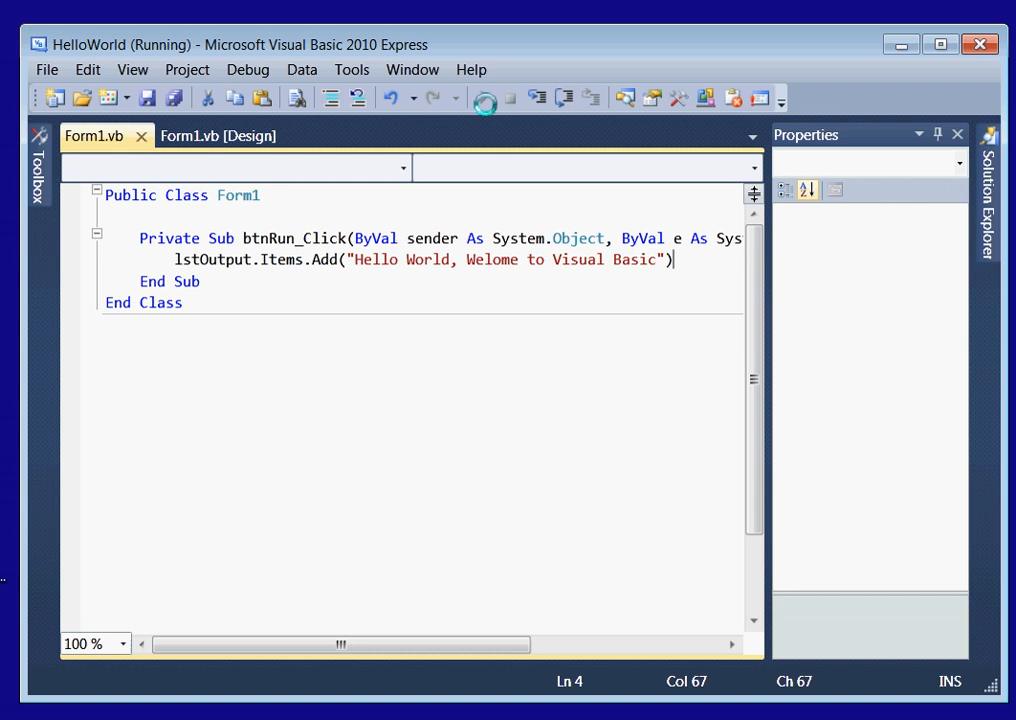 HelloWorld (Running) - Microsoft Visual Basic 2010 Express
File Edit View Project Debug Data Tools Window Help
Form1.vb Form1.vb [Design] Properties
Toolbox
Solution Explorer
Public Class Form1
Private Sub btnRun_Click(ByVal sender As System.Object, ByVal e As Sys
lstOutput.Items.Add("Hello World, Welome to Visual Basic")
End Sub
End Class
100 %
Ln 4 Col 67 Ch 67 INS